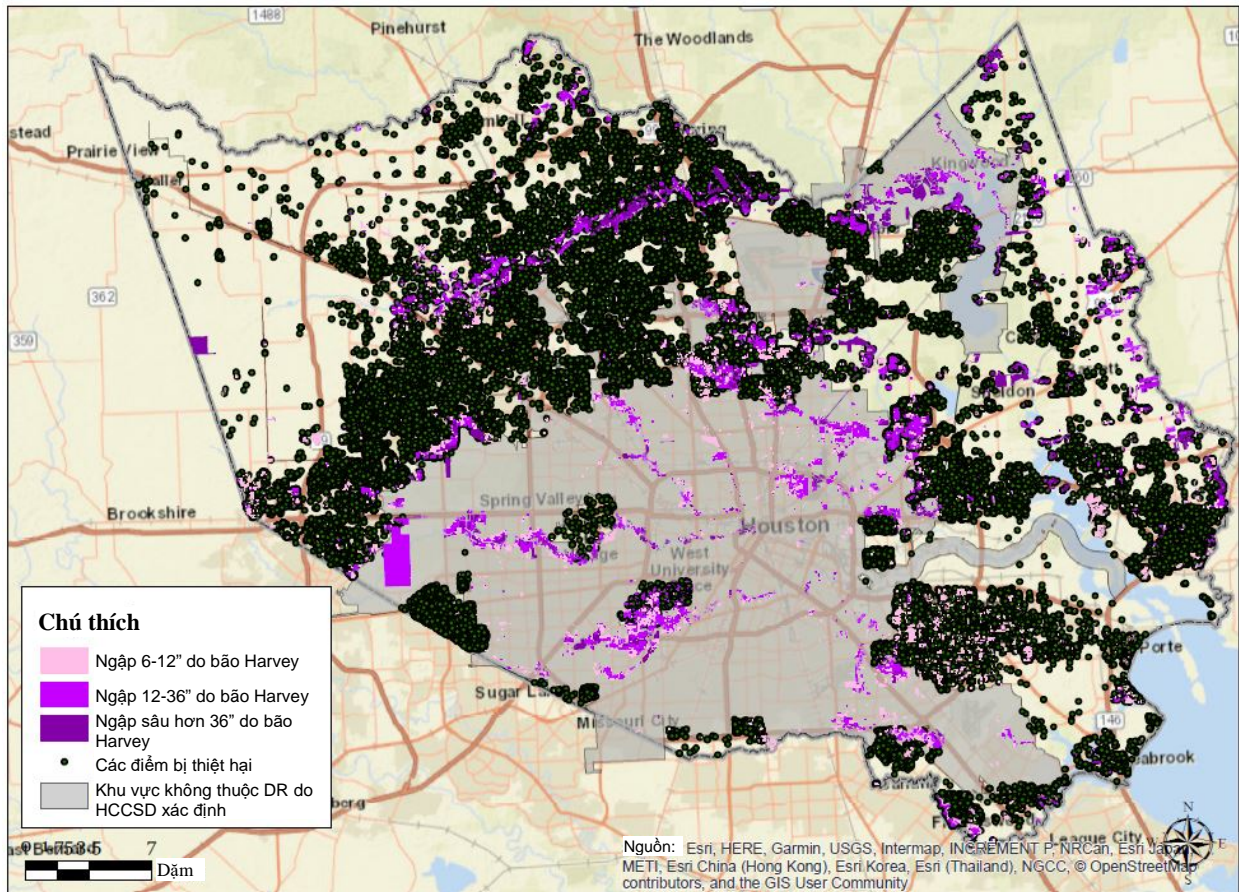 1488
Pinehurst
The Woodlands
Prairie View
Kingwood
362
359
Sheldon
Brookshire
Spring Valley
Houston
West
University
Sugar
Missouri City
Porte
146
League City
Chú thích
Ngập 6-12” do bão Harvey
Ngập 12-36” do bão Harvey
Ngập sâu hơn 36” do bão
Harvey
Các điểm bị thiệt hại
Khu vực không thuộc DR do
HCCSD xác định
7
Dặm
N
E
S
Nguồn: Esri, HERE, Garmin, USGS, Intermap, INCREMENT P, NRCan, Esri Japan,
METI, Esri China (Hong Kong), Esri Korea, Esri (Thailand), NGCC, © OpenStreetMap
contributors, and the GIS User Community